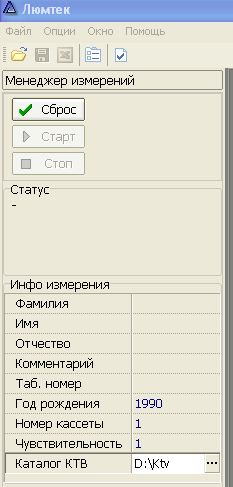 Люмтек
Файл Опции Окно Помощь
Менеджер измерений
Сброс
Старт
Стоп
Статус
-
Инфо измерения
Фамилия
Имя
Отчество
Комментарий
Таб. номер
Год рождения 1990
Номер кассеты 1
Чувствительность 1
Каталог КТВ D:\Ktv ...